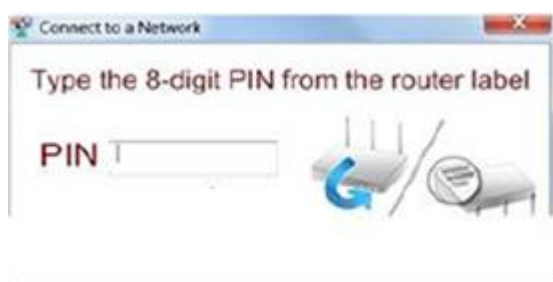 Connect to a Network
Type the 8-digit PIN from the router label
PIN